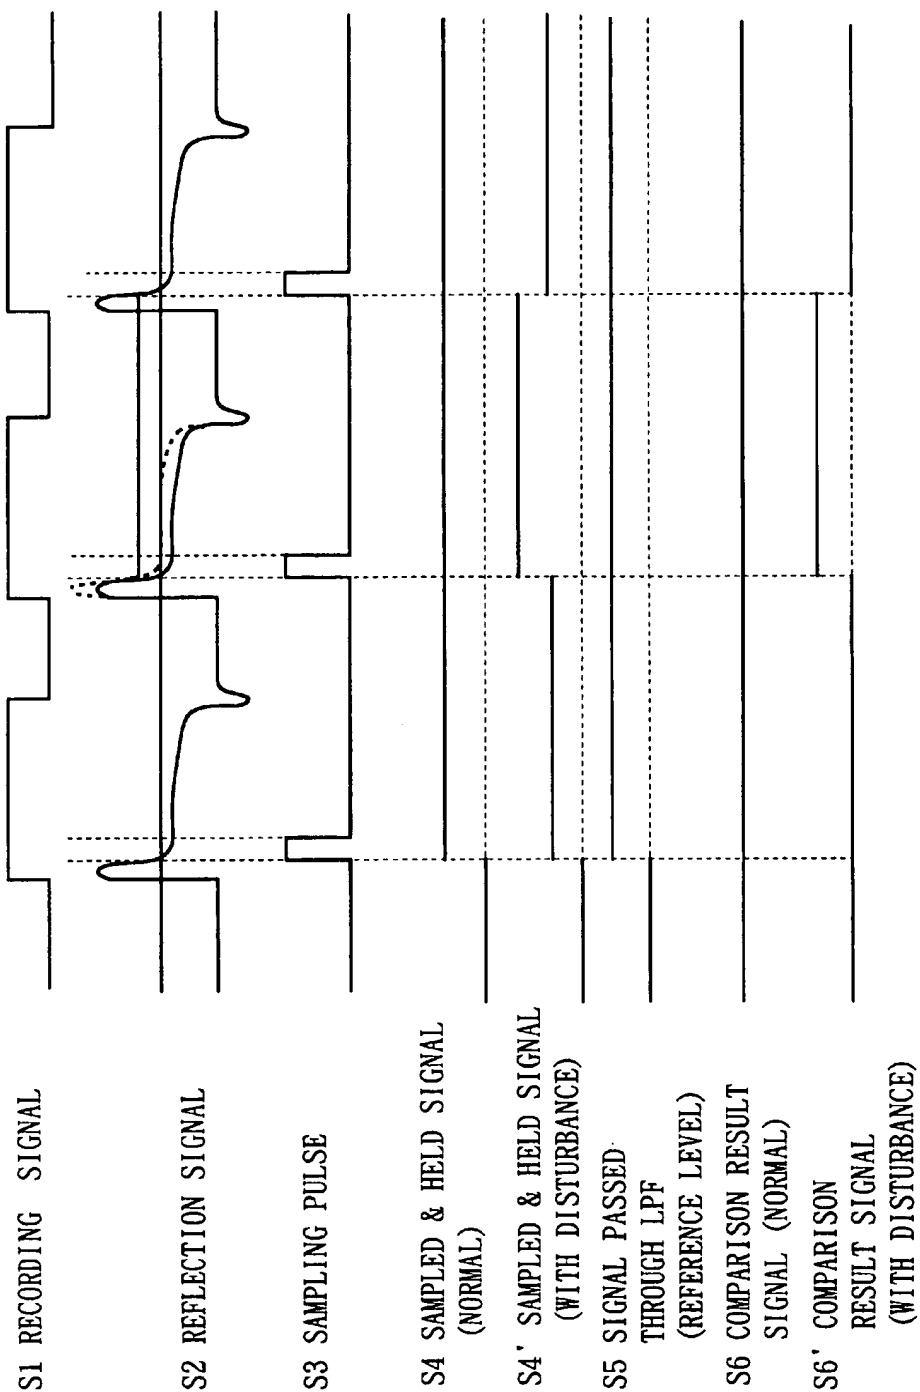 S1 RECORDING SIGNAL
S2 REFLECTION SIGNAL
S3 SAMPLING PULSE
S4 SAMPLED & HELD SIGNAL
(NORMAL)
S4' SAMPLED & HELD SIGNAL
(WITH DISTURBANCE)
S5 SIGNAL PASSED
THROUGH LPF
(REFERENCE LEVEL)
S6 COMPARISON RESULT
SIGNAL (NORMAL)
S6' COMPARISON
RESULT SIGNAL
(WITH DISTURBANCE)